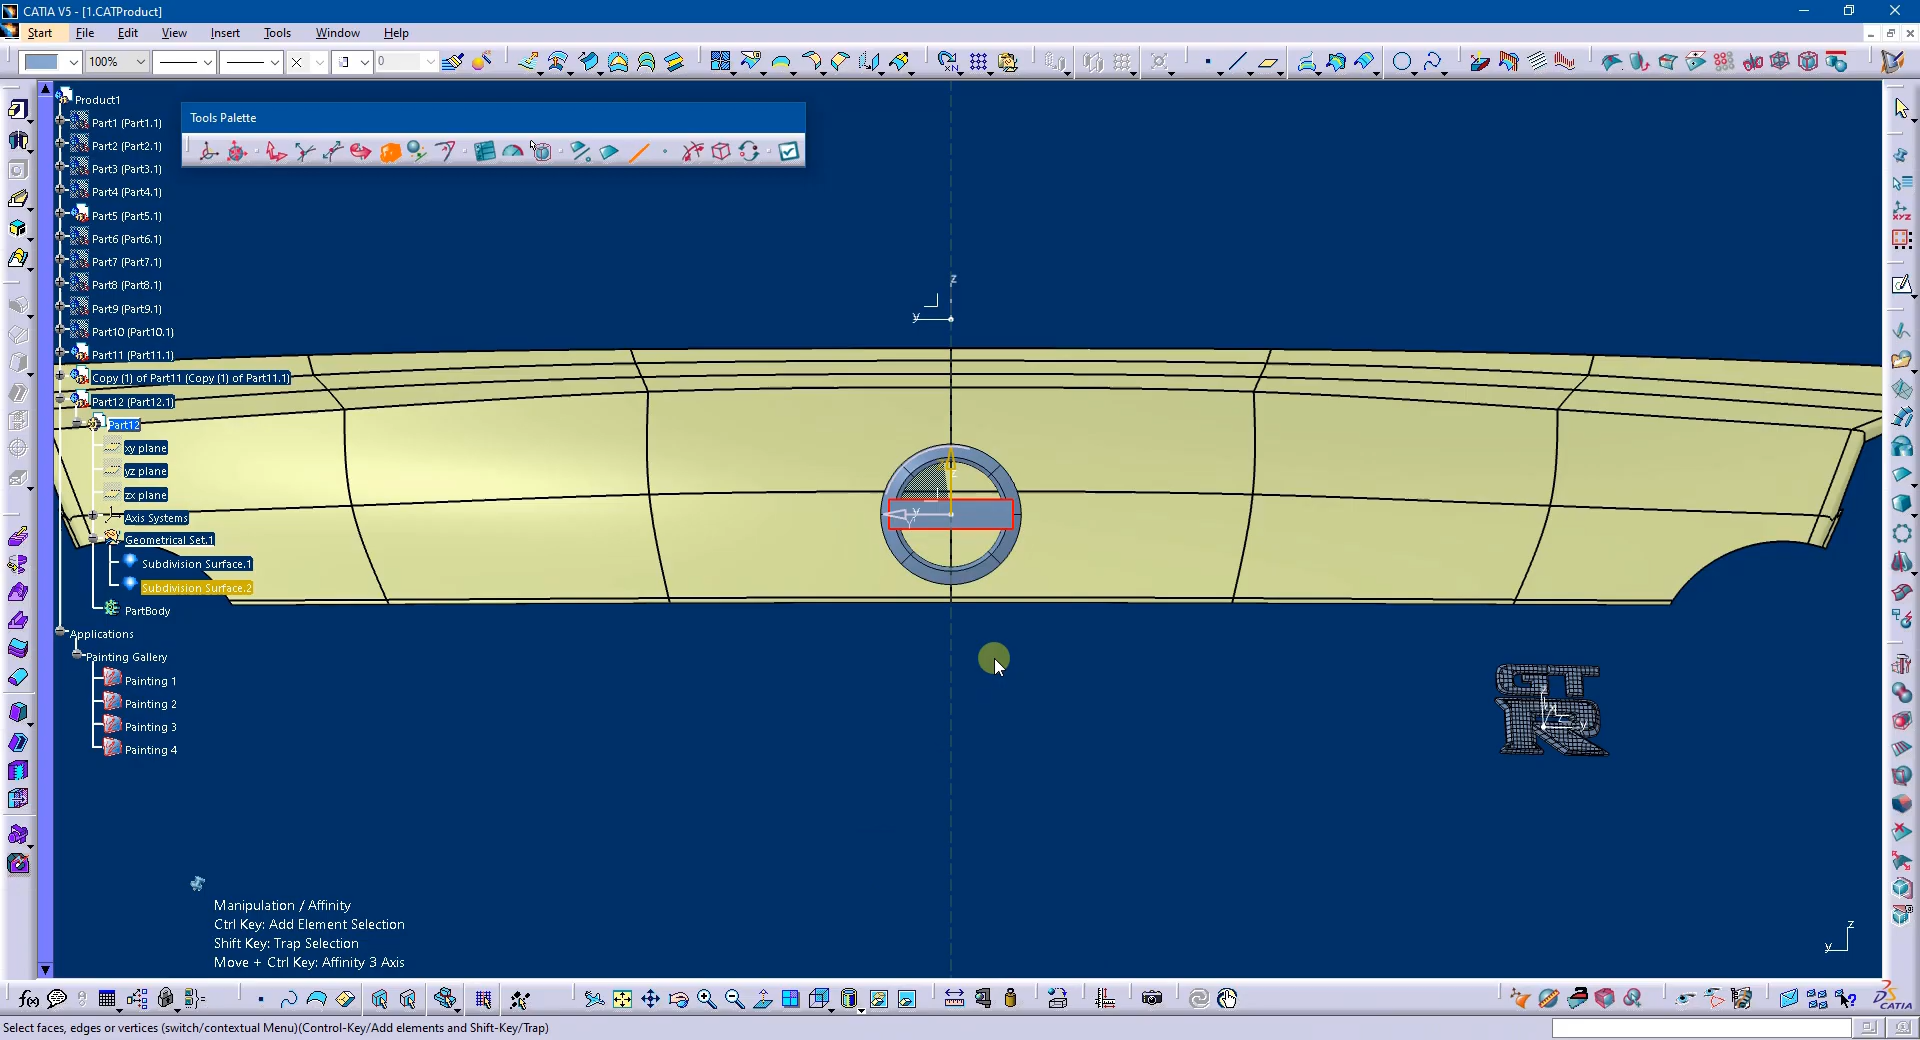 CATIA V5 - [1.CATProduct]
Start File Edit View Insert Tools Window Help
100% 0
Product1
Tools Palette
Part1 (Part1.1)
Part2 (Part2.1)
Part3 (Part3.1)
Part4 (Part4.1)
Part5 (Part5.1)
Part6 (Part6.1)
Part7 (Part7.1)
Part8 (Part8.1)
Part9 (Part9.1)
Part10 (Part10.1)
Part11 (Part11.1)
Copy (1) of Part11 (Copy (1) of Part11.1)
Part12 (Part12.1)
Part12
xy plane
yz plane
zx plane
Axis Systems
Geometrical Set.1
Subdivision Surface.1
Subdivision Surface.2
PartBody
Applications
Painting Gallery
Painting 1
Painting 2
Painting 3
Painting 4
z
y
z
y
GT
R
Manipulation / Affinity
Ctrl Key: Add Element Selection
Shift Key: Trap Selection
Move + Ctrl Key: Affinity 3 Axis
z
y
Select faces, edges or vertices (switch/contextual Menu)(Control-Key/Add elements and Shift-Key/Trap)
CATIA